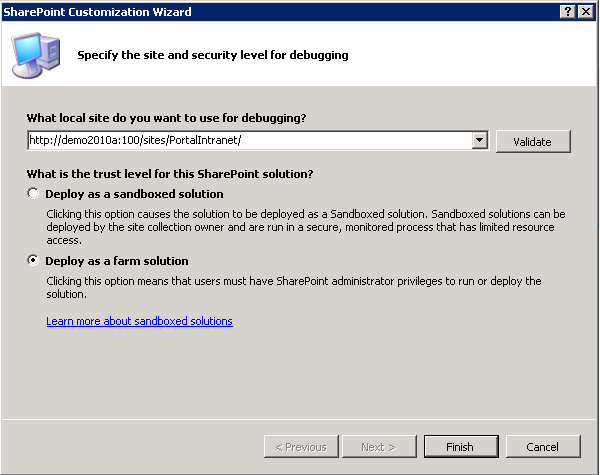 SharePoint Customization Wizard
Specify the site and security level for debugging
What local site do you want to use for debugging?
http://demo2010a:100/sites/PortalIntranet/
Validate
What is the trust level for this SharePoint solution?
Deploy as a sandboxed solution
Clicking this option causes the solution to be deployed as a Sandboxed solution. Sandboxed solutions can be
deployed by the site collection owner and are run in a secure, monitored process that has limited resource
access.
Deploy as a farm solution
Clicking this option means that users must have SharePoint administrator privileges to run or deploy the
solution.
Learn more about sandboxed solutions
< Previous
Next >
Finish
Cancel